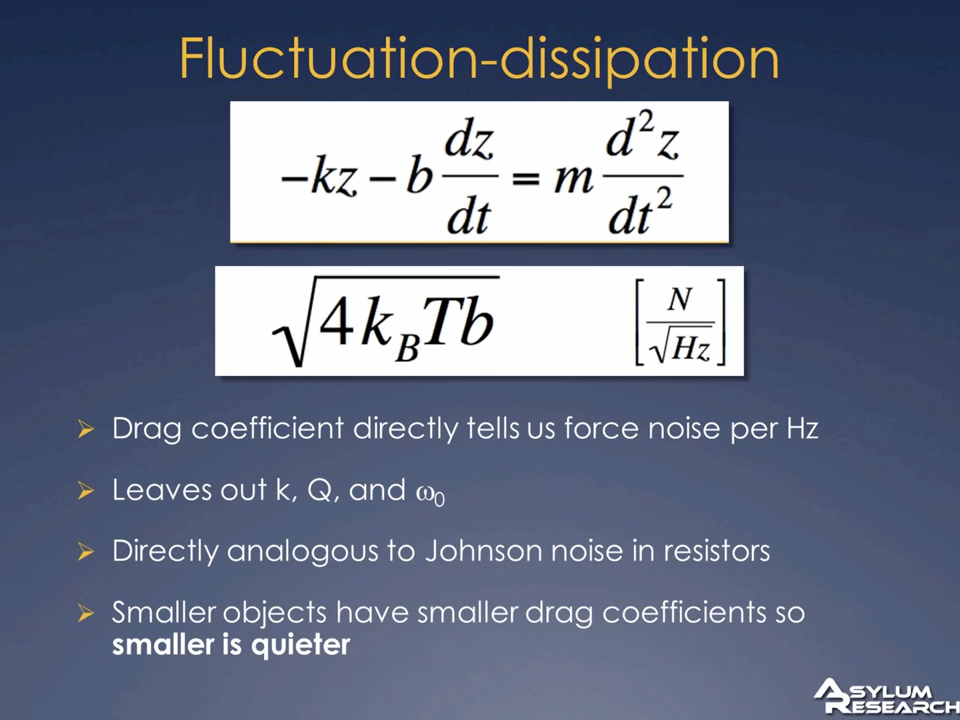 Fluctuation-dissipation
−kz − b dz/dt = m d²z/dt²
√4k_BTb [N/√Hz]
➢ Drag coefficient directly tells us force noise per Hz
➢ Leaves out k, Q, and ω₀
➢ Directly analogous to Johnson noise in resistors
➢ Smaller objects have smaller drag coefficients so
smaller is quieter
ASYLUM
RESEARCH